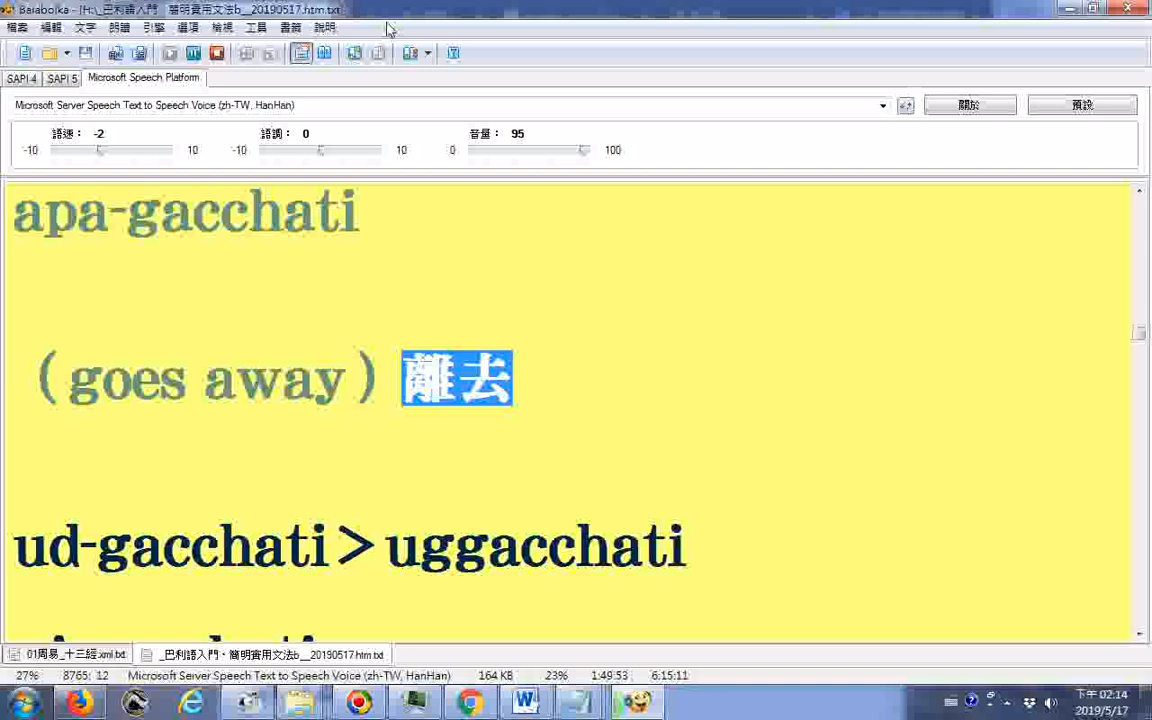 Balabolka - [H:\_巴利語入門‧簡明實用文法b__20190517.htm.txt]
檔案 編輯 文字 朗讀 引擎 選項 檢視 工具 書籤 說明
SAPI 4 SAPI 5 Microsoft Speech Platform
Microsoft Server Speech Text to Speech Voice (zh-TW, HanHan) 關於 預設
語速： -2 語調： 0 音量： 95
-10 10 -10 10 0 100
apa-gacchati
（goes away）離去
ud-gacchati＞uggacchati
01周易_十三經.xml.txt _巴利語入門‧簡明實用文法b__20190517.htm.txt
27% 8765: 12 Microsoft Server Speech Text to Speech Voice (zh-TW, HanHan) 164 KB 23% 1:49:53 6:15:11
下午 02:14
2019/5/17